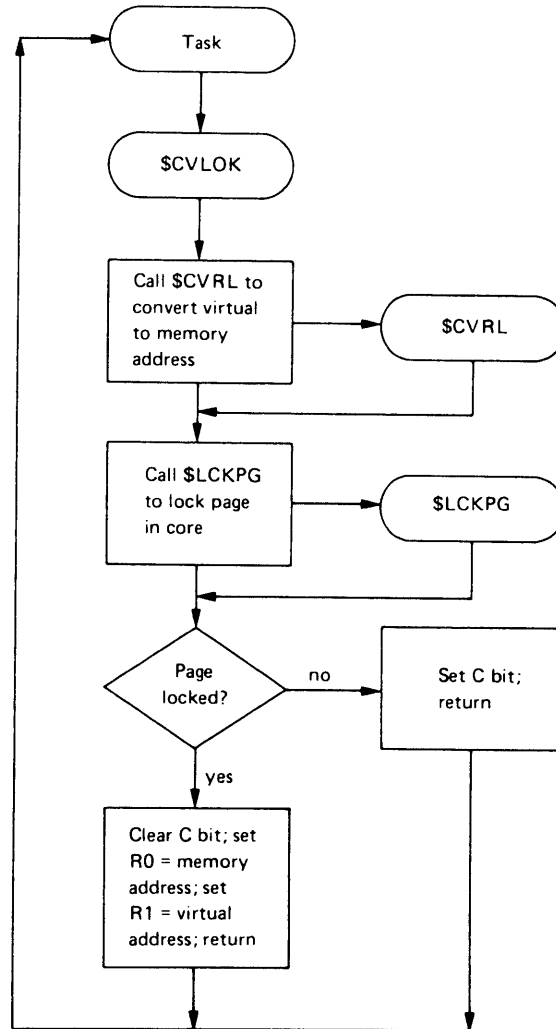 Task
$CVLOK
Call $CVRL to
convert virtual
to memory
address
$CVRL
Call $LCKPG
to lock page
in core
$LCKPG
Page
locked?
no
Set C bit;
return
yes
Clear C bit; set
R0 = memory
address; set
R1 = virtual
address; return